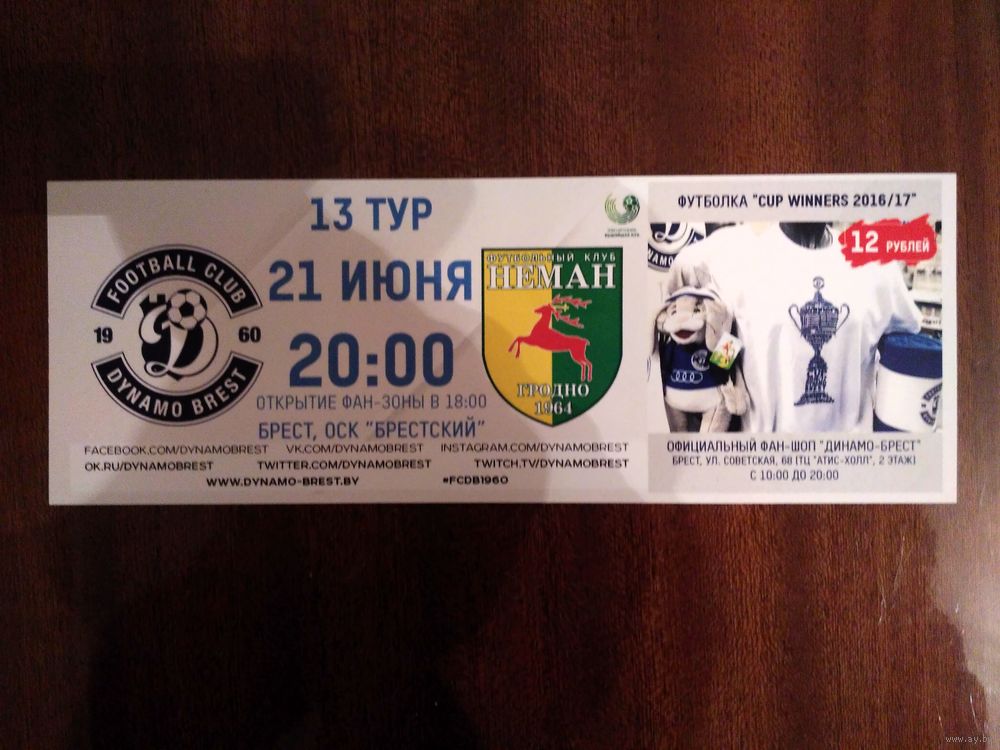 13 ТУР
21 ИЮНЯ
20:00
ОТКРЫТИЕ ФАН-ЗОНЫ В 18:00
БРЕСТ, ОСК "БРЕСТСКИЙ"
FOOTBALL CLUB
19 60
DYNAMO BREST
ФУТБОЛЬНЫЙ КЛУБ
НЕМАН
ГРОДНО
1964
FACEBOOK.COM/DYNAMOBREST VK.COM/DYNAMOBREST INSTAGRAM.COM/DYNAMOBREST
OK.RU/DYNAMOBREST TWITTER.COM/DYNAMOBREST TWITCH.TV/DYNAMOBREST
WWW.DYNAMO-BREST.BY #FCDB1960
ФУТБОЛКА "CUP WINNERS 2016/17"
12 РУБЛЕЙ
ОФИЦИАЛЬНЫЙ ФАН-ШОП "ДИНАМО-БРЕСТ"
БРЕСТ, УЛ. СОВЕТСКАЯ, 68 (ТЦ "АТИС-ХОЛЛ", 2 ЭТАЖ)
С 10:00 ДО 20:00
www.ay.by